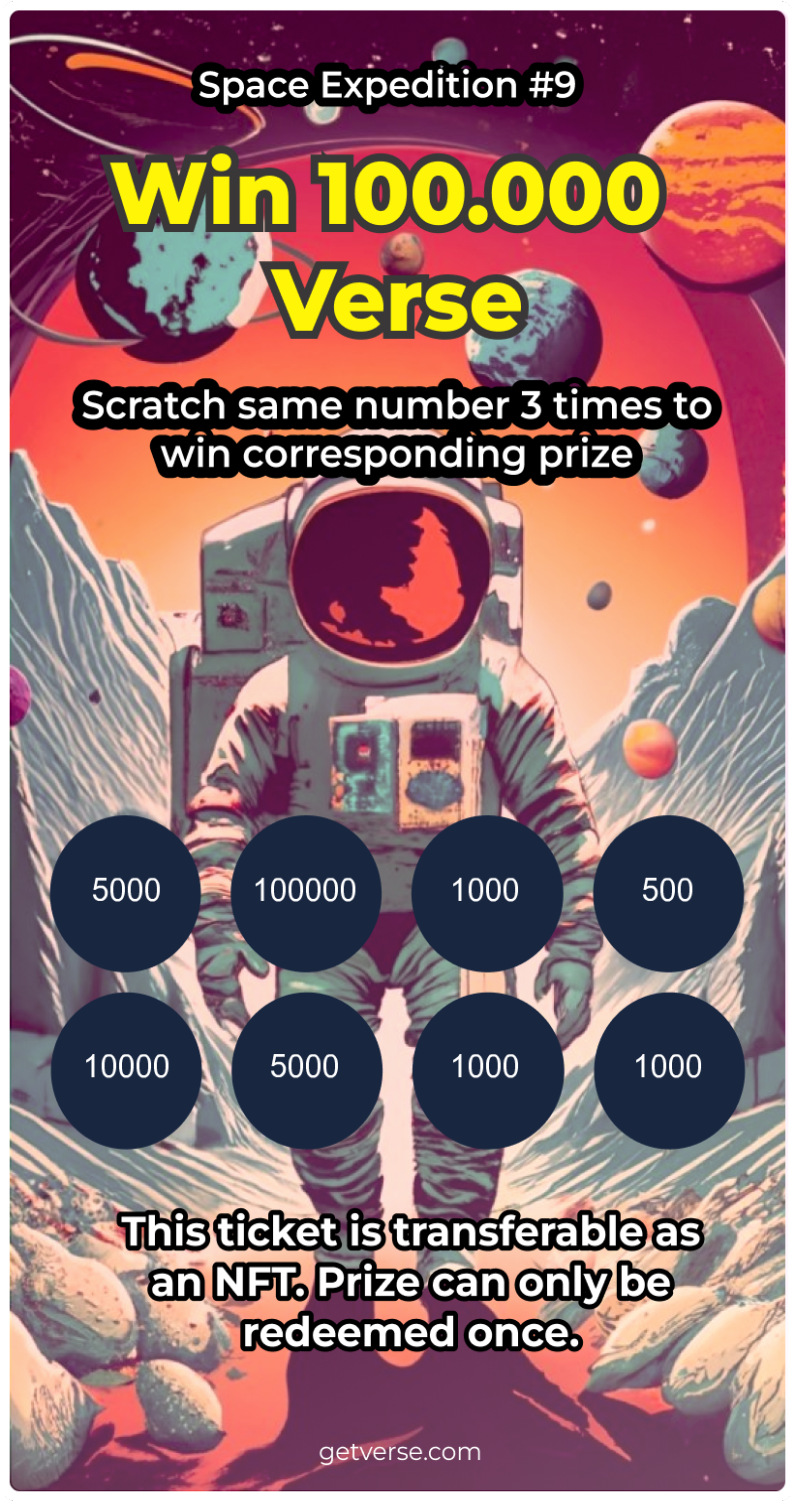 Space Expedition #9
Win 100.000
Verse
Scratch same number 3 times to
win corresponding prize
5000 100000 1000 500
10000 5000 1000 1000
This ticket is transferable as
an NFT. Prize can only be
redeemed once.
getverse.com